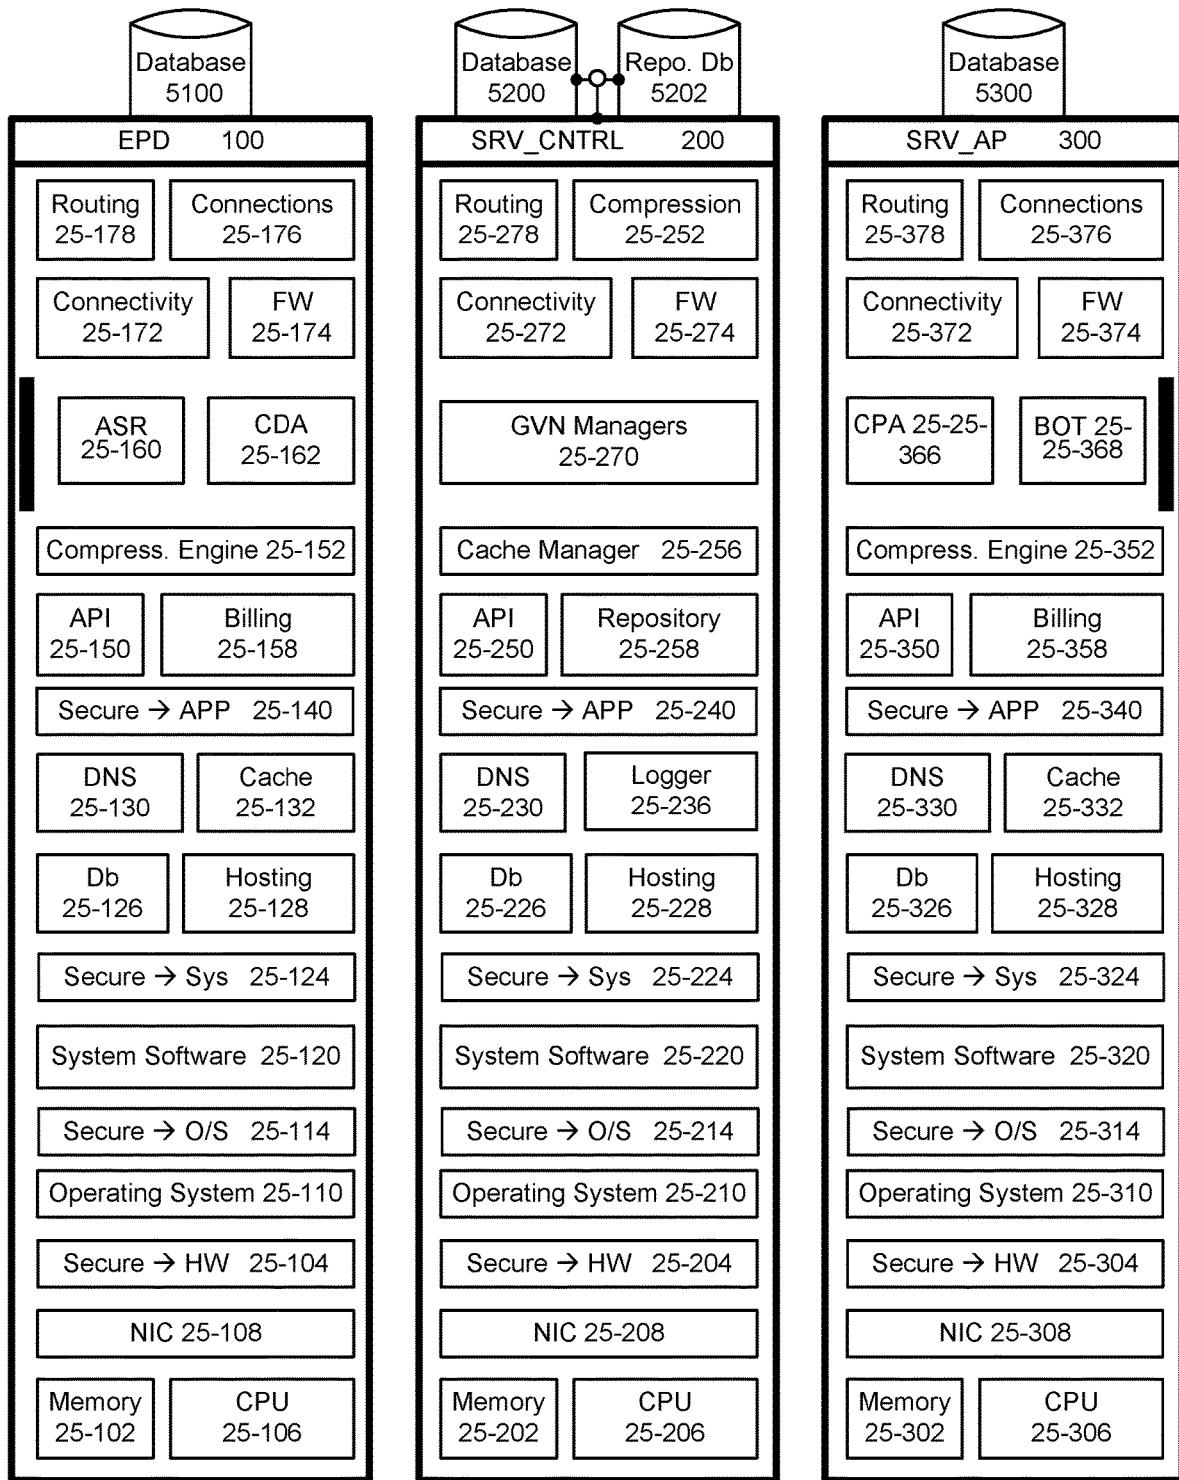 Database
5100
Database
5200
Repo. Db
5202
Database
5300
EPD 100
Routing
25-178
Connections
25-176
Connectivity
25-172
FW
25-174
ASR
25-160
CDA
25-162
Compress. Engine 25-152
API
25-150
Billing
25-158
Secure → APP 25-140
DNS
25-130
Cache
25-132
Db
25-126
Hosting
25-128
Secure → Sys 25-124
System Software 25-120
Secure → O/S 25-114
Operating System 25-110
Secure → HW 25-104
NIC 25-108
Memory
25-102
CPU
25-106
SRV_CNTRL 200
Routing
25-278
Compression
25-252
Connectivity
25-272
FW
25-274
GVN Managers
25-270
Cache Manager 25-256
API
25-250
Repository
25-258
Secure → APP 25-240
DNS
25-230
Logger
25-236
Db
25-226
Hosting
25-228
Secure → Sys 25-224
System Software 25-220
Secure → O/S 25-214
Operating System 25-210
Secure → HW 25-204
NIC 25-208
Memory
25-202
CPU
25-206
SRV_AP 300
Routing
25-378
Connections
25-376
Connectivity
25-372
FW
25-374
CPA 25-25-
366
BOT 25-
25-368
Compress. Engine 25-352
API
25-350
Billing
25-358
Secure → APP 25-340
DNS
25-330
Cache
25-332
Db
25-326
Hosting
25-328
Secure → Sys 25-324
System Software 25-320
Secure → O/S 25-314
Operating System 25-310
Secure → HW 25-304
NIC 25-308
Memory
25-302
CPU
25-306